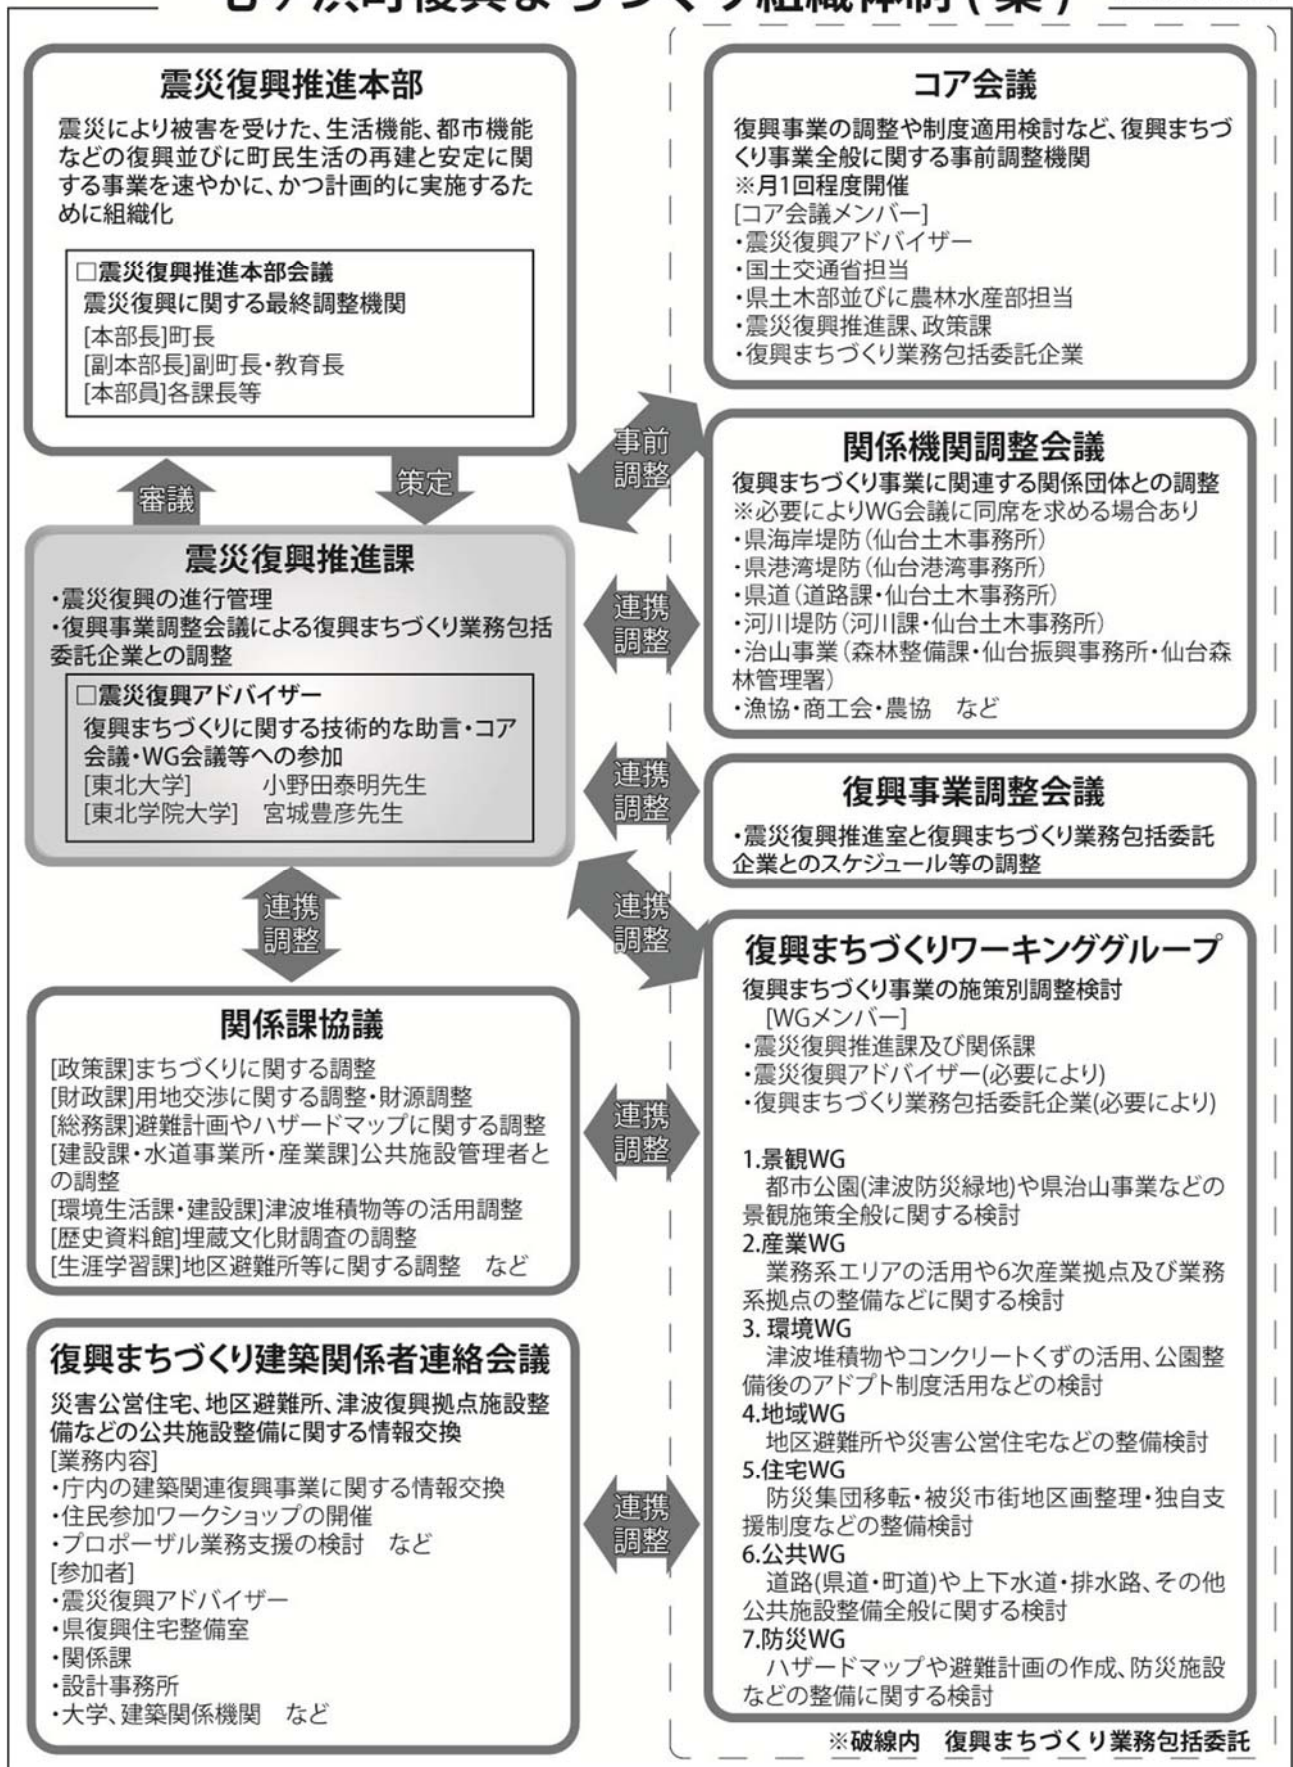 七ヶ浜町復興まちづくり組織体制(案)
震災復興推進本部
震災により被害を受けた、生活機能、都市機能
などの復興並びに町民生活の再建と安定に関
する事業を速やかに、かつ計画的に実施するた
めに組織化
□震災復興推進本部会議
震災復興に関する最終調整機関
[本部長]町長
[副本部長]副町長・教育長
[本部員]各課長等
審議
策定
震災復興推進課
・震災復興の進行管理
・復興事業調整会議による復興まちづくり業務包括
委託企業との調整
□震災復興アドバイザー
復興まちづくりに関する技術的な助言・コア
会議・WG会議等への参加
[東北大学] 小野田泰明先生
[東北学院大学] 宮城豊彦先生
連携
調整
関係課協議
[政策課]まちづくりに関する調整
[財政課]用地交渉に関する調整・財源調整
[総務課]避難計画やハザードマップに関する調整
[建設課・水道事業所・産業課]公共施設管理者と
の調整
[環境生活課・建設課]津波堆積物等の活用調整
[歴史資料館]埋蔵文化財調査の調整
[生涯学習課]地区避難所等に関する調整 など
復興まちづくり建築関係者連絡会議
災害公営住宅、地区避難所、津波復興拠点施設整
備などの公共施設整備に関する情報交換
[業務内容]
・庁内の建築関連復興事業に関する情報交換
・住民参加ワークショップの開催
・プロポーザル業務支援の検討 など
[参加者]
・震災復興アドバイザー
・県復興住宅整備室
・関係課
・設計事務所
・大学、建築関係機関 など
事前
調整
連携
調整
連携
調整
連携
調整
連携
調整
連携
調整
コア会議
復興事業の調整や制度適用検討など、復興まちづ
くり事業全般に関する事前調整機関
※月1回程度開催
[コア会議メンバー]
・震災復興アドバイザー
・国土交通省担当
・県土木部並びに農林水産部担当
・震災復興推進課、政策課
・復興まちづくり業務包括委託企業
関係機関調整会議
復興まちづくり事業に関連する関係団体との調整
※必要によりWG会議に同席を求める場合あり
・県海岸堤防(仙台土木事務所)
・県港湾堤防(仙台港湾事務所)
・県道(道路課・仙台土木事務所)
・河川堤防(河川課・仙台土木事務所)
・治山事業(森林整備課・仙台振興事務所・仙台森
林管理署)
・漁協・商工会・農協 など
復興事業調整会議
・震災復興推進室と復興まちづくり業務包括委託
企業とのスケジュール等の調整
復興まちづくりワーキンググループ
復興まちづくり事業の施策別調整検討
[WGメンバー]
・震災復興推進課及び関係課
・震災復興アドバイザー(必要により)
・復興まちづくり業務包括委託企業(必要により)
1.景観WG
都市公園(津波防災緑地)や県治山事業などの
景観施策全般に関する検討
2.産業WG
業務系エリアの活用や6次産業拠点及び業務
系拠点の整備などに関する検討
3. 環境WG
津波堆積物やコンクリートくずの活用、公園整
備後のアドプト制度活用などの検討
4.地域WG
地区避難所や災害公営住宅などの整備検討
5.住宅WG
防災集団移転・被災市街地区画整理・独自支
援制度などの整備検討
6.公共WG
道路(県道・町道)や上下水道・排水路、その他
公共施設整備全般に関する検討
7.防災WG
ハザードマップや避難計画の作成、防災施設
などの整備に関する検討
※破線内 復興まちづくり業務包括委託